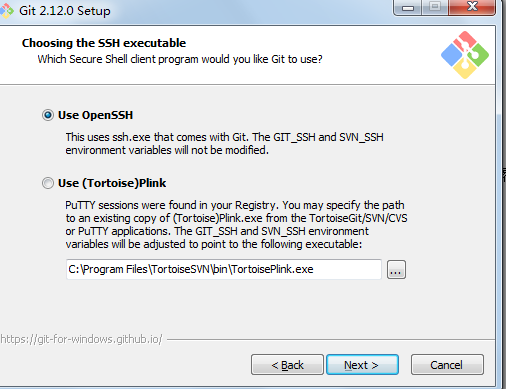 Git 2.12.0 Setup
Choosing the SSH executable
Which Secure Shell client program would you like Git to use?
Use OpenSSH
This uses ssh.exe that comes with Git. The GIT_SSH and SVN_SSH
environment variables will not be modified.
Use (Tortoise)Plink
PuTTY sessions were found in your Registry. You may specify the path
to an existing copy of (Tortoise)Plink.exe from the TortoiseGit/SVN/CVS
or PuTTY applications. The GIT_SSH and SVN_SSH environment
variables will be adjusted to point to the following executable:
C:\Program Files\TortoiseSVN\bin\TortoisePlink.exe
...
https://git-for-windows.github.io/
< Back
Next >
Cancel